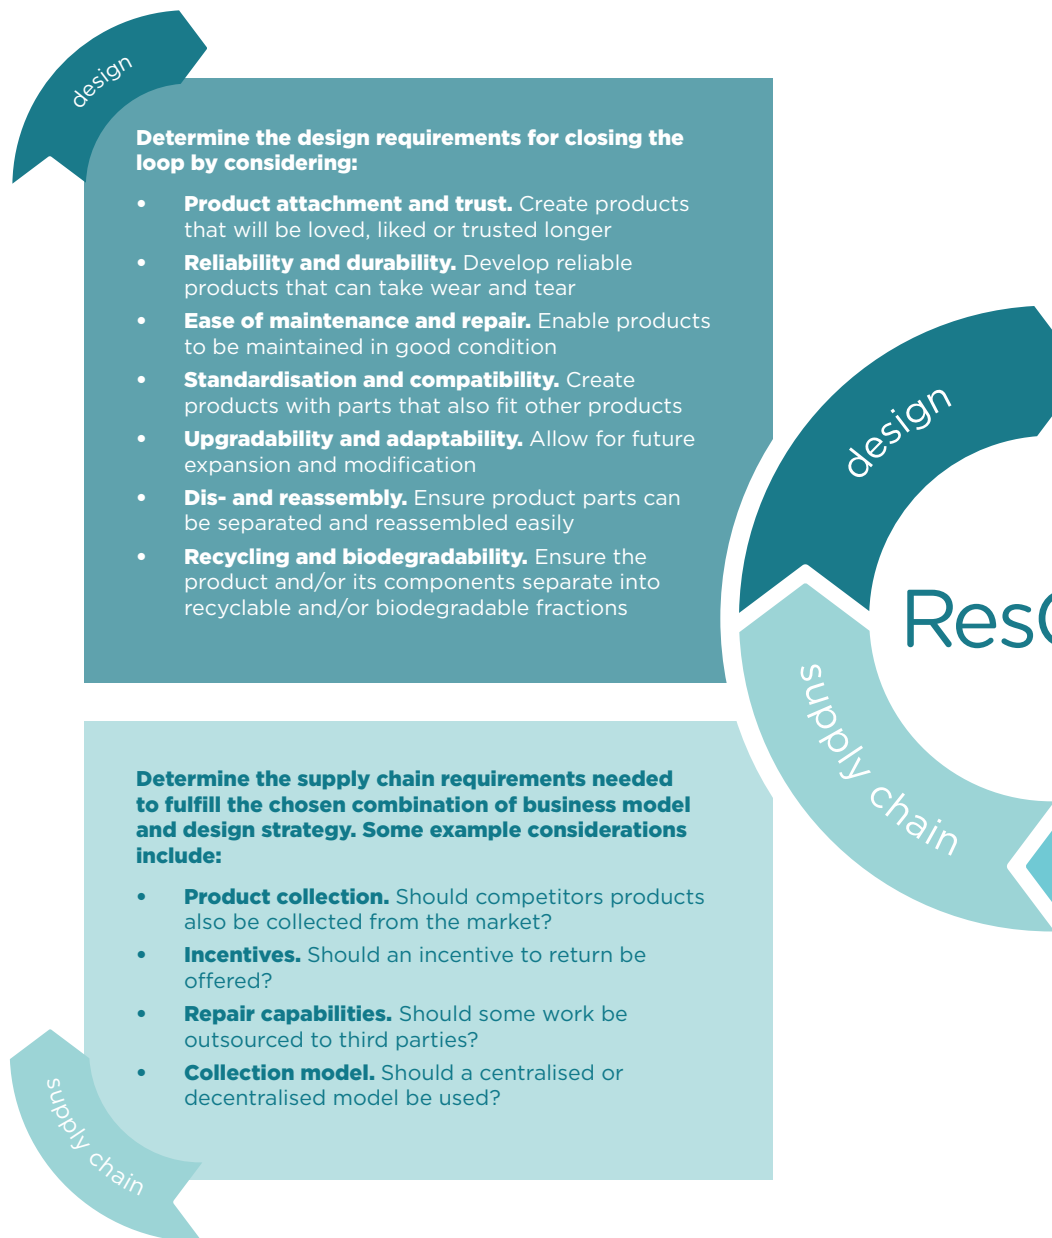 design
Determine the design requirements for closing the
loop by considering:
• Product attachment and trust. Create products
that will be loved, liked or trusted longer
• Reliability and durability. Develop reliable
products that can take wear and tear
• Ease of maintenance and repair. Enable products
to be maintained in good condition
• Standardisation and compatibility. Create
products with parts that also fit other products
• Upgradability and adaptability. Allow for future
expansion and modification
• Dis- and reassembly. Ensure product parts can
be separated and reassembled easily
• Recycling and biodegradability. Ensure the
product and/or its components separate into
recyclable and/or biodegradable fractions
design
Res
supply chain
Determine the supply chain requirements needed
to fulfill the chosen combination of business model
and design strategy. Some example considerations
include:
• Product collection. Should competitors products
also be collected from the market?
• Incentives. Should an incentive to return be
offered?
• Repair capabilities. Should some work be
outsourced to third parties?
• Collection model. Should a centralised or
decentralised model be used?
supply chain